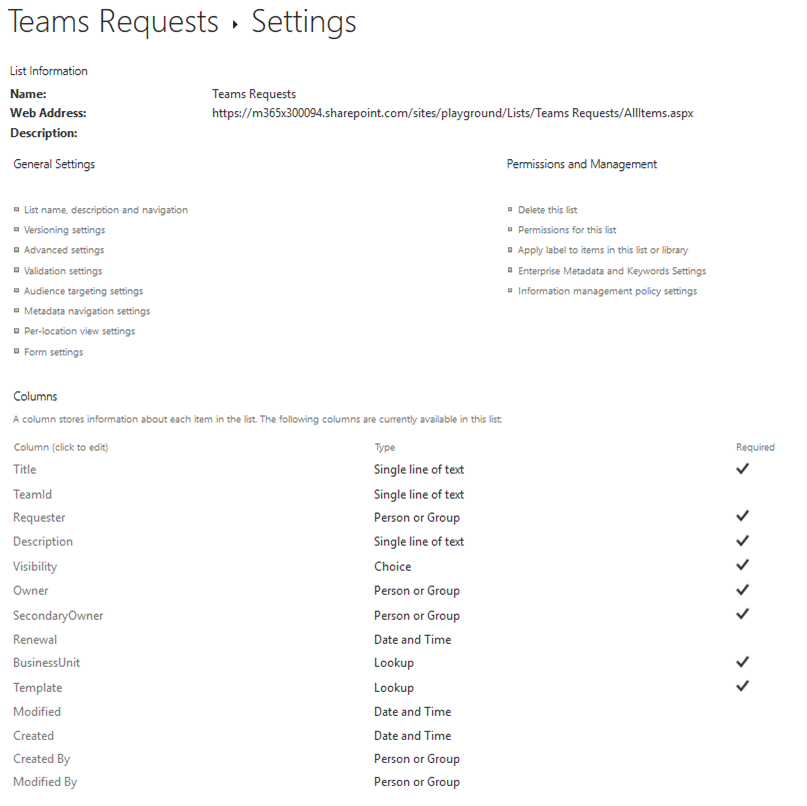 Teams Requests ▸ Settings
List Information
Name: Teams Requests
Web Address: https://m365x300094.sharepoint.com/sites/playground/Lists/Teams Requests/AllItems.aspx
Description:
General Settings Permissions and Management
List name, description and navigation Delete this list
Versioning settings Permissions for this list
Advanced settings Apply label to items in this list or library
Validation settings Enterprise Metadata and Keywords Settings
Audience targeting settings Information management policy settings
Metadata navigation settings
Per-location view settings
Form settings
Columns
A column stores information about each item in the list. The following columns are currently available in this list:
Column (click to edit) Type Required
Title Single line of text ✓
TeamId Single line of text
Requester Person or Group ✓
Description Single line of text ✓
Visibility Choice ✓
Owner Person or Group ✓
SecondaryOwner Person or Group ✓
Renewal Date and Time
BusinessUnit Lookup ✓
Template Lookup ✓
Modified Date and Time
Created Date and Time
Created By Person or Group
Modified By Person or Group